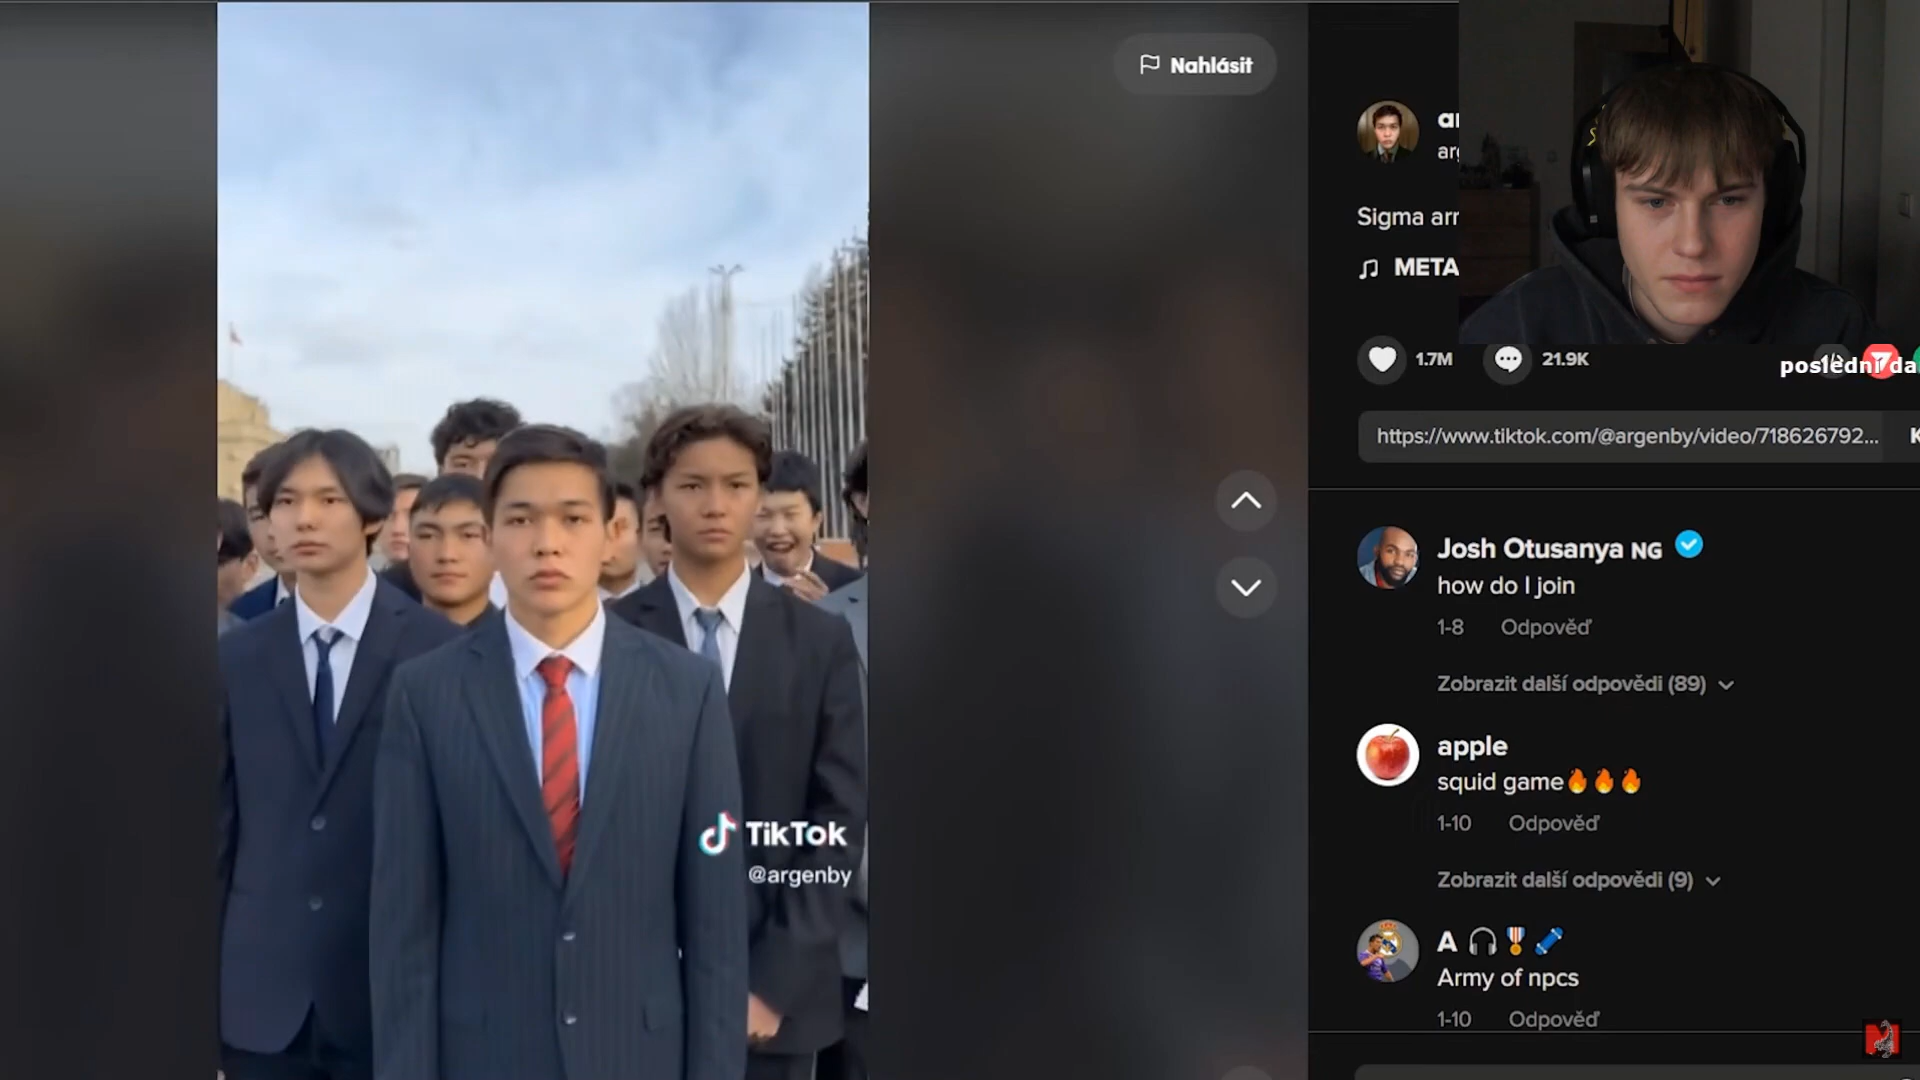 Nahlásit
Sigma
META
1.7M
21.9K
poslední
https://www.tiktok.com/@argenby/video/718626792...
TikTok
@argenby
Josh Otusanya NG
how do I join
1-8 Odpověď
Zobrazit další odpovědi (89)
apple
squid game🔥🔥🔥
1-10 Odpověď
Zobrazit další odpovědi (9)
A 🎧🎖️🛹
Army of npcs
1-10 Odpověď